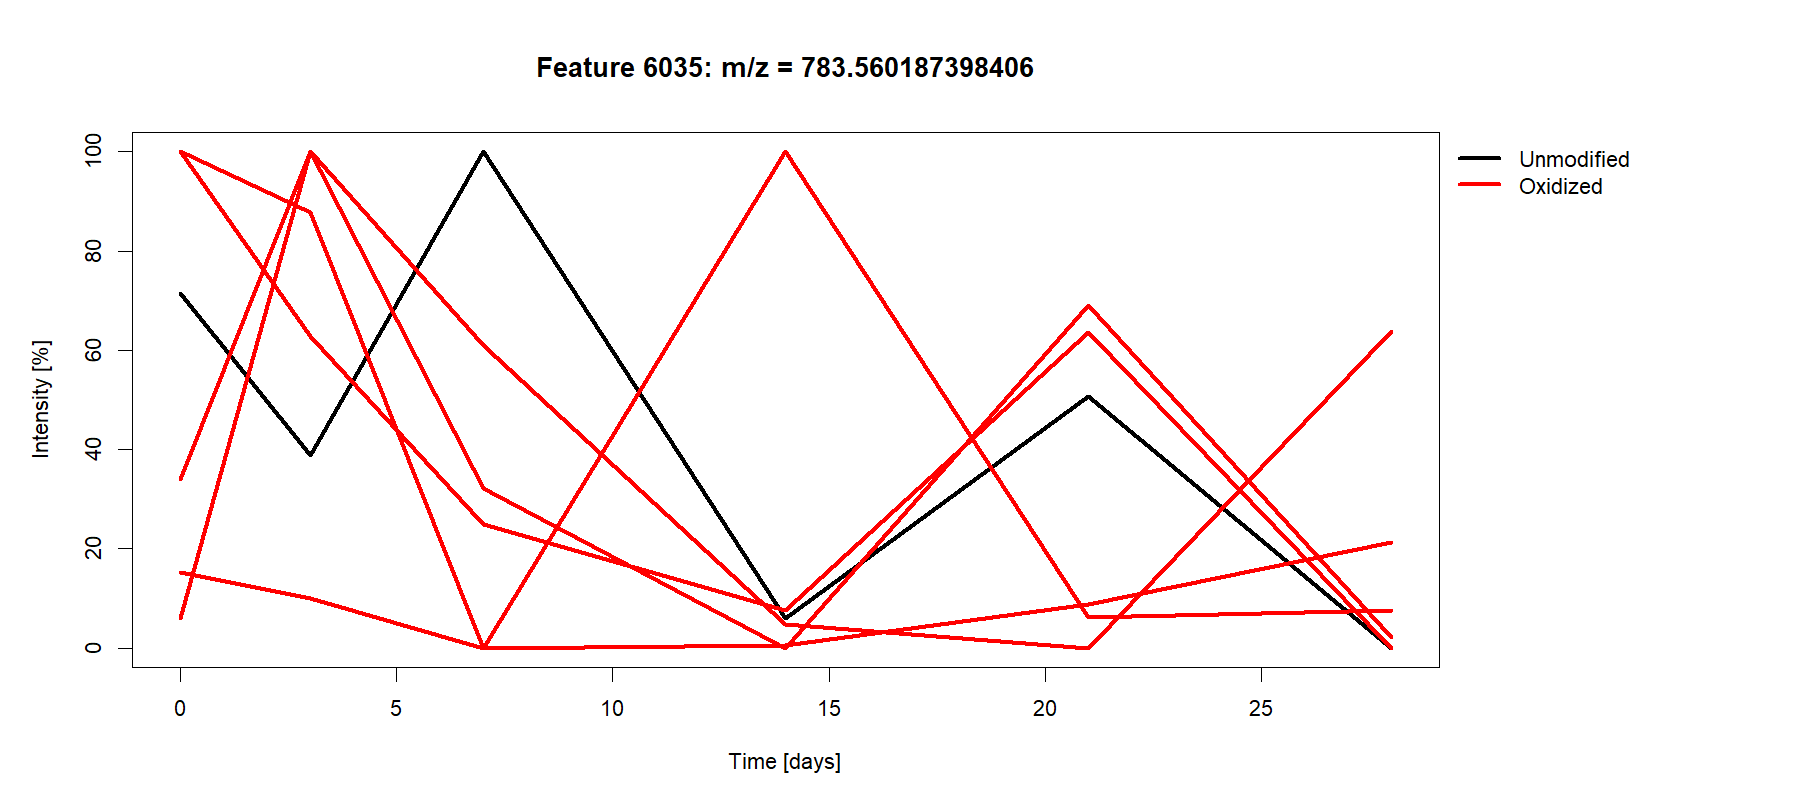 Feature 6035: m/z = 783.560187398406
Unmodified
Oxidized
Intensity [%]
100
80
60
40
20
0
0 5 10 15 20 25
Time [days]